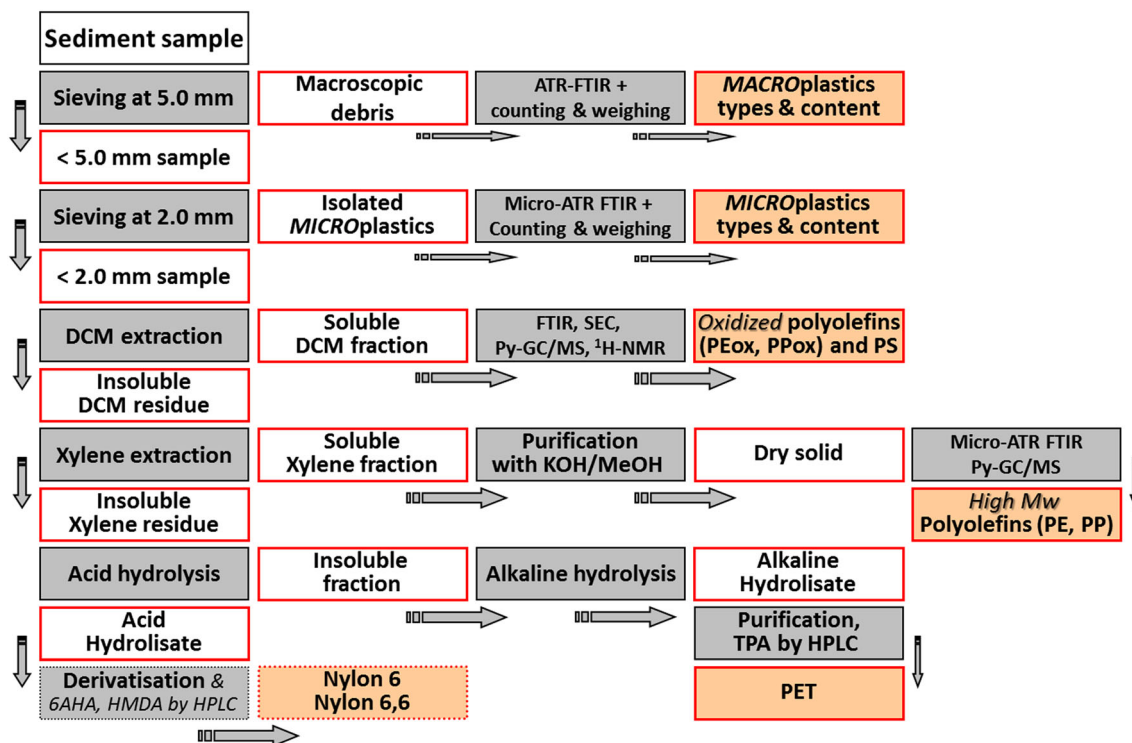 Sediment sample
Sieving at 5.0 mm
Macroscopic
debris
ATR-FTIR +
counting & weighing
MACROplastics
types & content
< 5.0 mm sample
Sieving at 2.0 mm
Isolated
MICROplastics
Micro-ATR FTIR +
Counting & weighing
MICROplastics
types & content
< 2.0 mm sample
DCM extraction
Soluble
DCM fraction
FTIR, SEC,
Py-GC/MS, ¹H-NMR
Oxidized polyolefins
(PEox, PPox) and PS
Insoluble
DCM residue
Xylene extraction
Soluble
Xylene fraction
Purification
with KOH/MeOH
Dry solid
Micro-ATR FTIR
Py-GC/MS
Insoluble
Xylene residue
High Mw
Polyolefins (PE, PP)
Acid hydrolysis
Insoluble
fraction
Alkaline hydrolysis
Alkaline
Hydrolisate
Acid
Hydrolisate
Purification,
TPA by HPLC
Derivatisation &
6AHA, HMDA by HPLC
Nylon 6
Nylon 6,6
PET